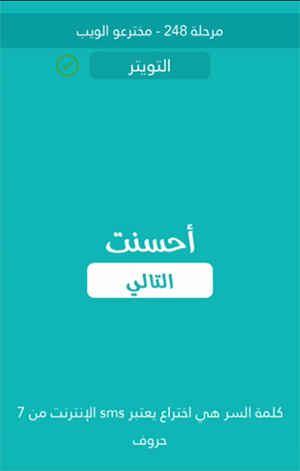 مرحلة 248 - مخترعو الويب
التويتر
أحسنت
التالي
كلمة السر هي اختراع يعتبر sms الإنترنت من 7
حروف